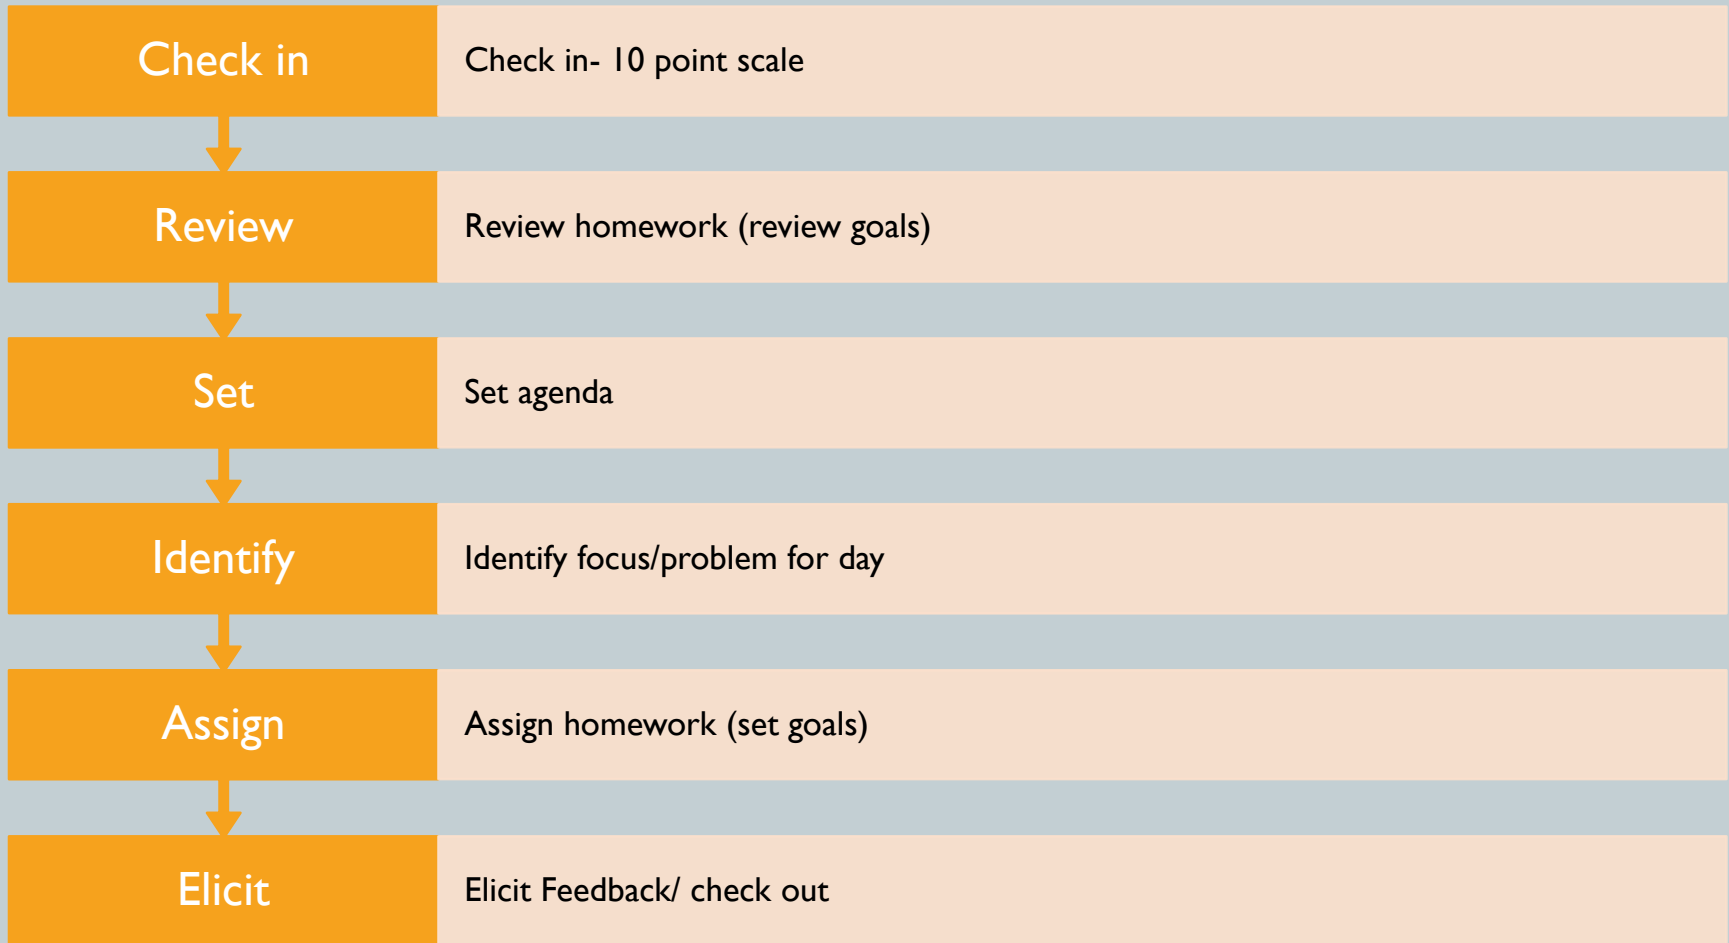 Check in
Check in- 10 point scale
Review
Review homework (review goals)
Set
Set agenda
Identify
Identify focus/problem for day
Assign
Assign homework (set goals)
Elicit
Elicit Feedback/ check out